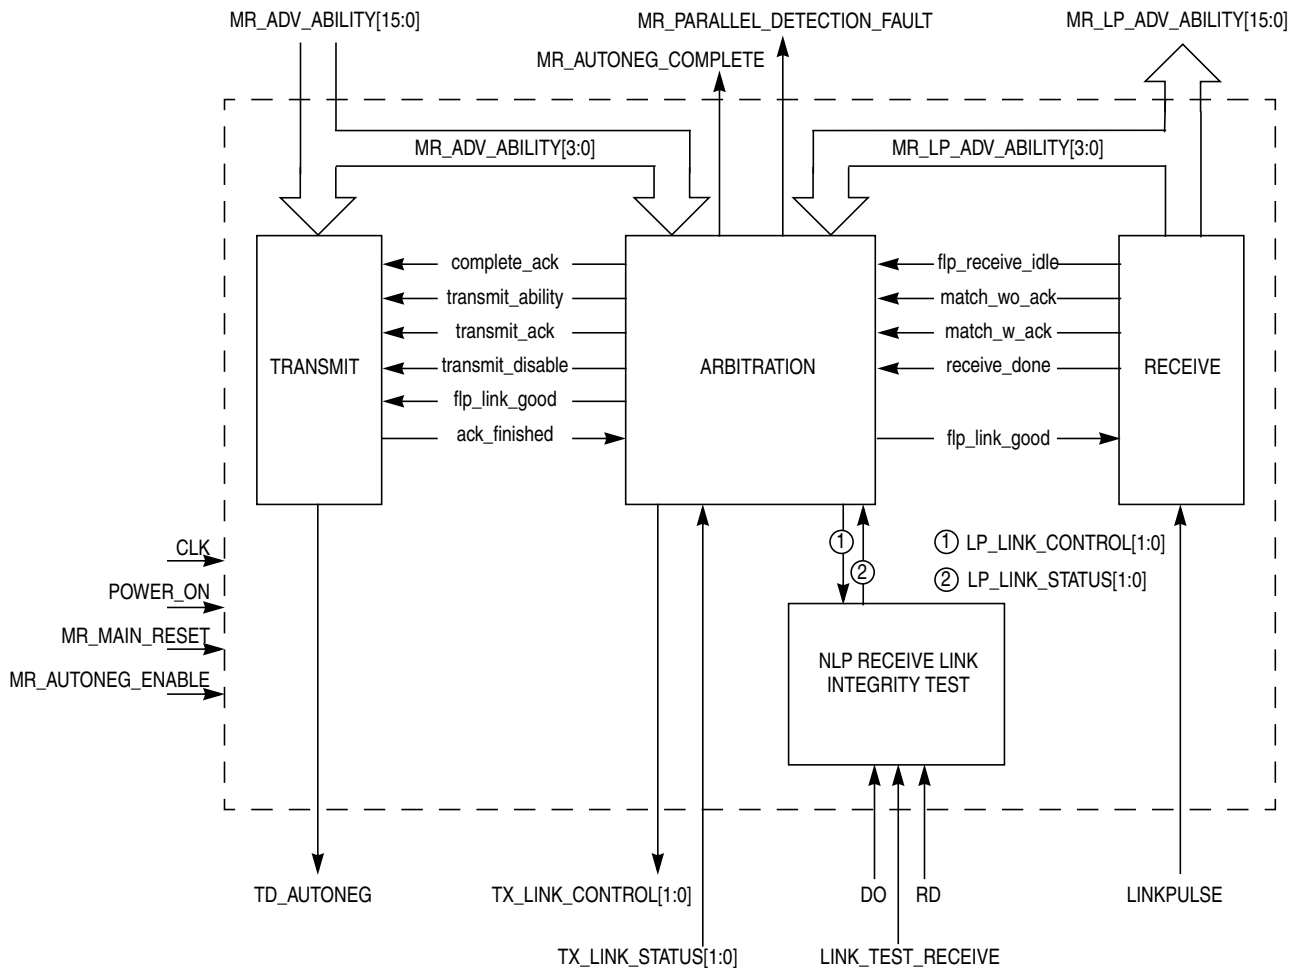 MR_ADV_ABILITY[15:0]
MR_PARALLEL_DETECTION_FAULT
MR_LP_ADV_ABILITY[15:0]
MR_AUTONEG_COMPLETE
MR_ADV_ABILITY[3:0]
MR_LP_ADV_ABILITY[3:0]
complete_ack
flp_receive_idle
transmit_ability
match_wo_ack
transmit_ack
match_w_ack
TRANSMIT
transmit_disable
ARBITRATION
receive_done
RECEIVE
flp_link_good
ack_finished
flp_link_good
CLK
1
1 LP_LINK_CONTROL[1:0]
POWER_ON
2
2 LP_LINK_STATUS[1:0]
MR_MAIN_RESET
MR_AUTONEG_ENABLE
NLP RECEIVE LINK
INTEGRITY TEST
TD_AUTONEG
TX_LINK_CONTROL[1:0]
DO
RD
LINKPULSE
TX_LINK_STATUS[1:0]
LINK_TEST_RECEIVE